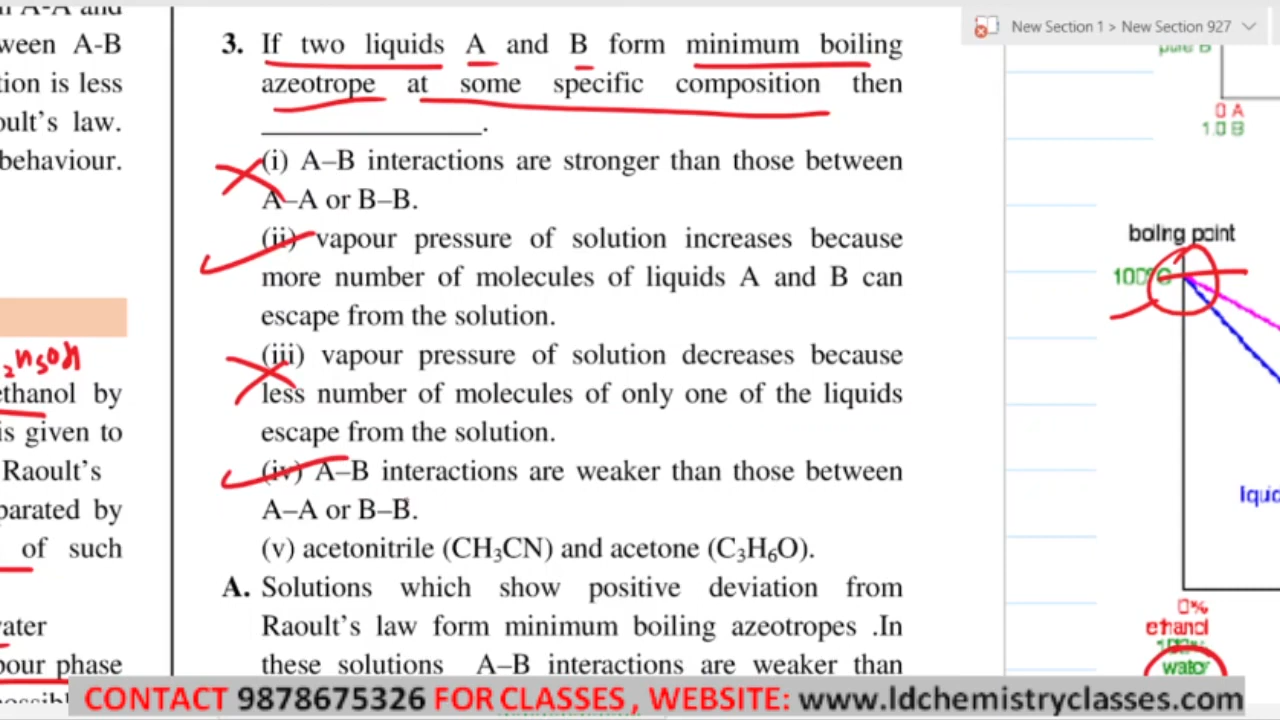 ween A-B
tion is less
oult's law.
behaviour.
ethanol by
is given to
Raoult's
parated by
of such
ater
pour phase
3. If two liquids A and B form minimum boiling
azeotrope at some specific composition then
____________.
(i) A–B interactions are stronger than those between
A–A or B–B.
(ii) vapour pressure of solution increases because
more number of molecules of liquids A and B can
escape from the solution.
(iii) vapour pressure of solution decreases because
less number of molecules of only one of the liquids
escape from the solution.
(iv) A–B interactions are weaker than those between
A–A or B–B.
(v) acetonitrile (CH₃CN) and acetone (C₃H₆O).
A. Solutions which show positive deviation from
Raoult's law form minimum boiling azeotropes .In
these solutions A–B interactions are weaker than
New Section 1 > New Section 927
pure B
0 A
1.0 B
boling point
100°C
liquid
0%
ethanol
100%
water
CONTACT 9878675326 FOR CLASSES , WEBSITE: www.ldchemistryclasses.com